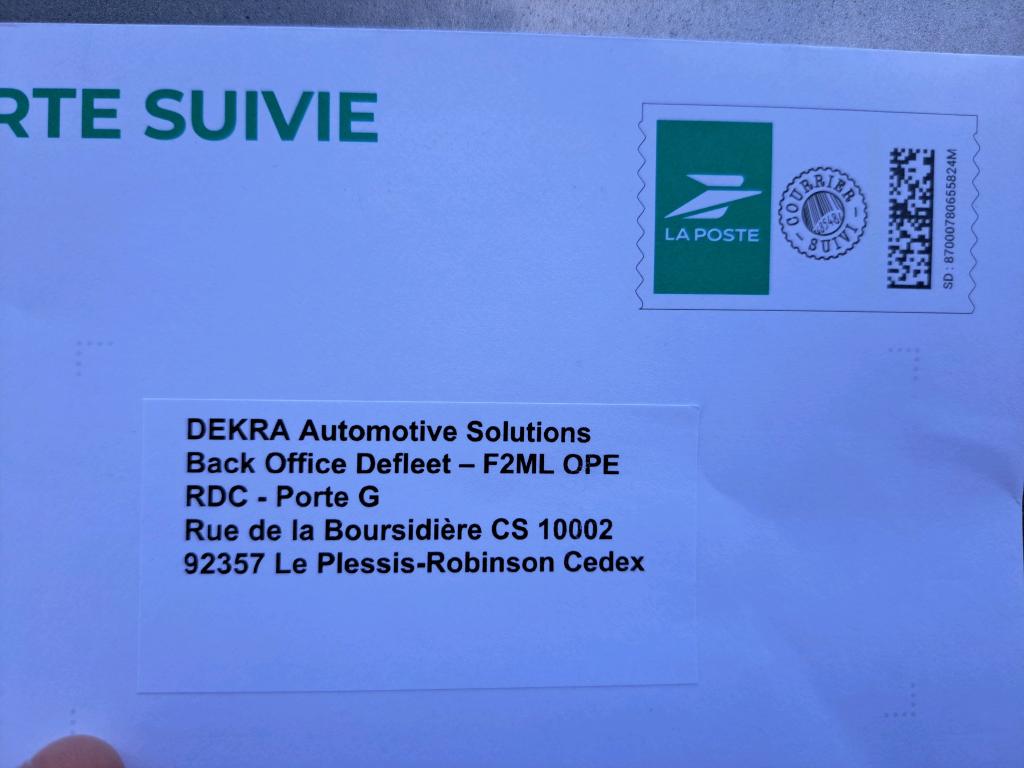 RTE SUIVIE
LA POSTE
COURRIER
SUIVI
SD : 87000780655824M
DEKRA Automotive Solutions
Back Office Defleet – F2ML OPE
RDC - Porte G
Rue de la Boursidière CS 10002
92357 Le Plessis-Robinson Cedex